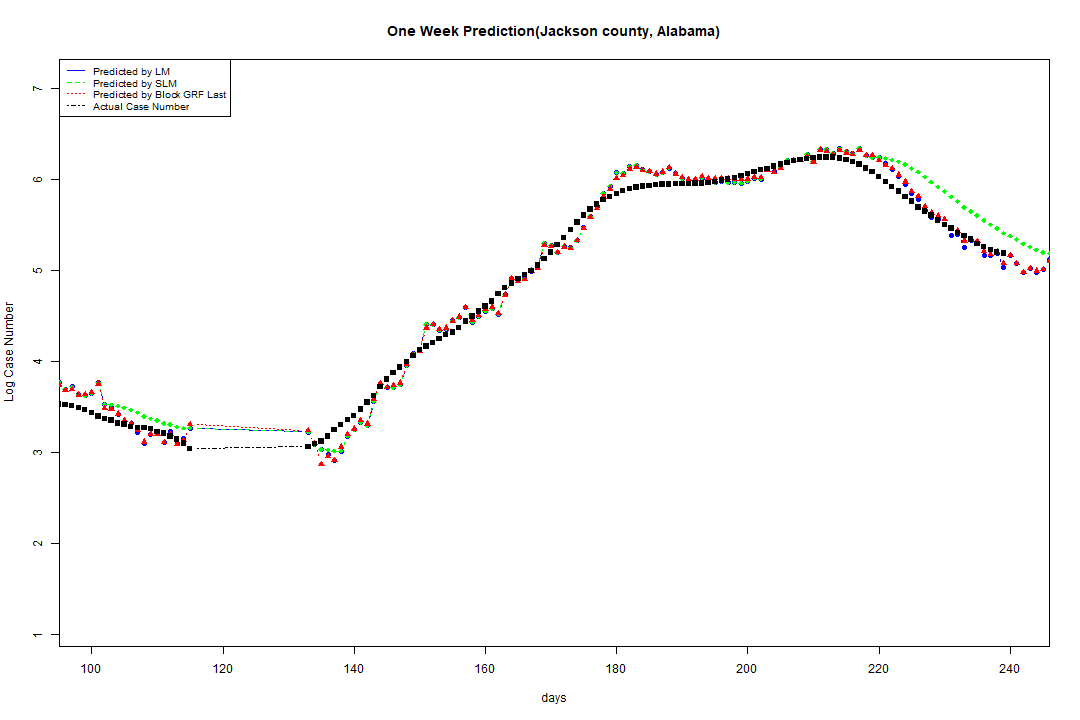 One Week Prediction(Jackson county, Alabama)
Predicted by LM
Predicted by SLM
Predicted by Block GRF Last
Actual Case Number
7
6
5
4
3
2
1
Log Case Number
100 120 140 160 180 200 220 240
days